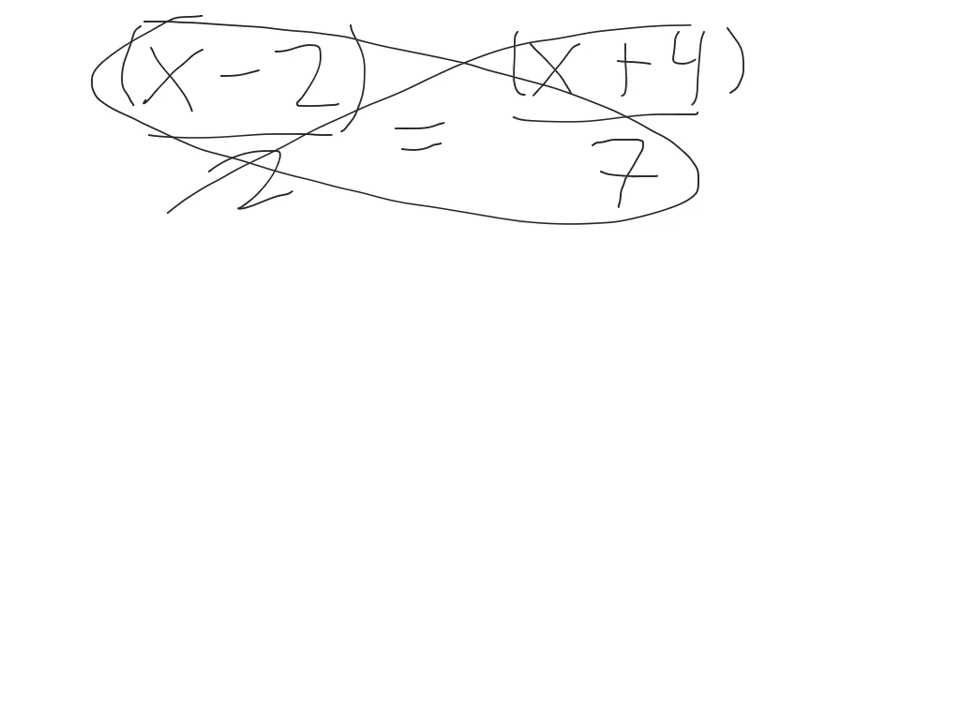 (x - 2) (x + 4)
=
2 7